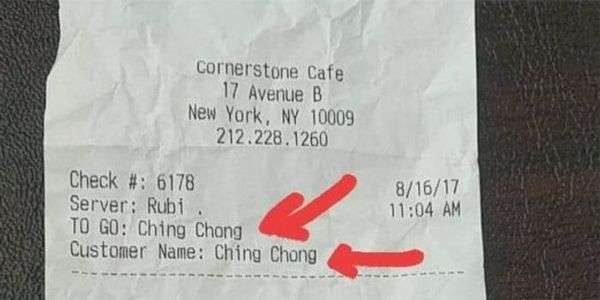 Cornerstone Cafe
17 Avenue B
New York, NY 10009
212.228.1260
Check #: 6178 8/16/17
Server: Rubi . 11:04 AM
TO GO: Ching Chong
Customer Name: Ching Chong